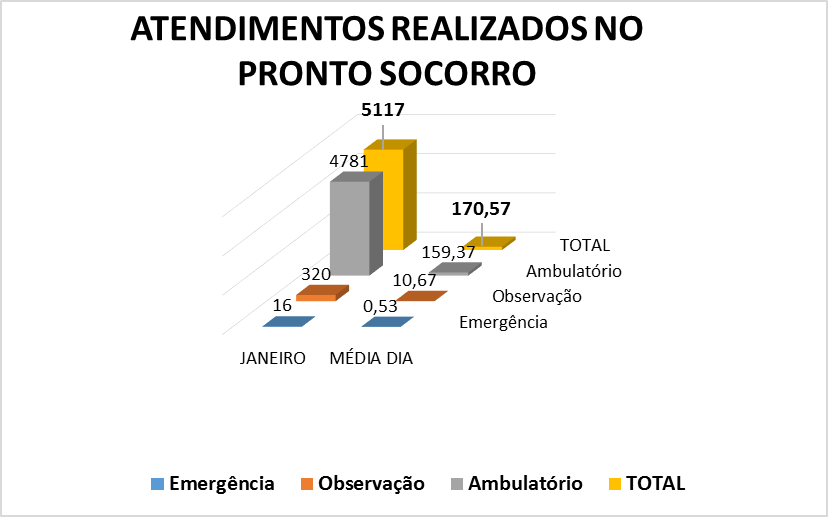 ATENDIMENTOS REALIZADOS NO
PRONTO SOCORRO
5117
4781
170,57
320
159,37
16
10,67
0,53
TOTAL
Ambulatório
Observação
Emergência
JANEIRO MÉDIA DIA
Emergência Observação Ambulatório TOTAL